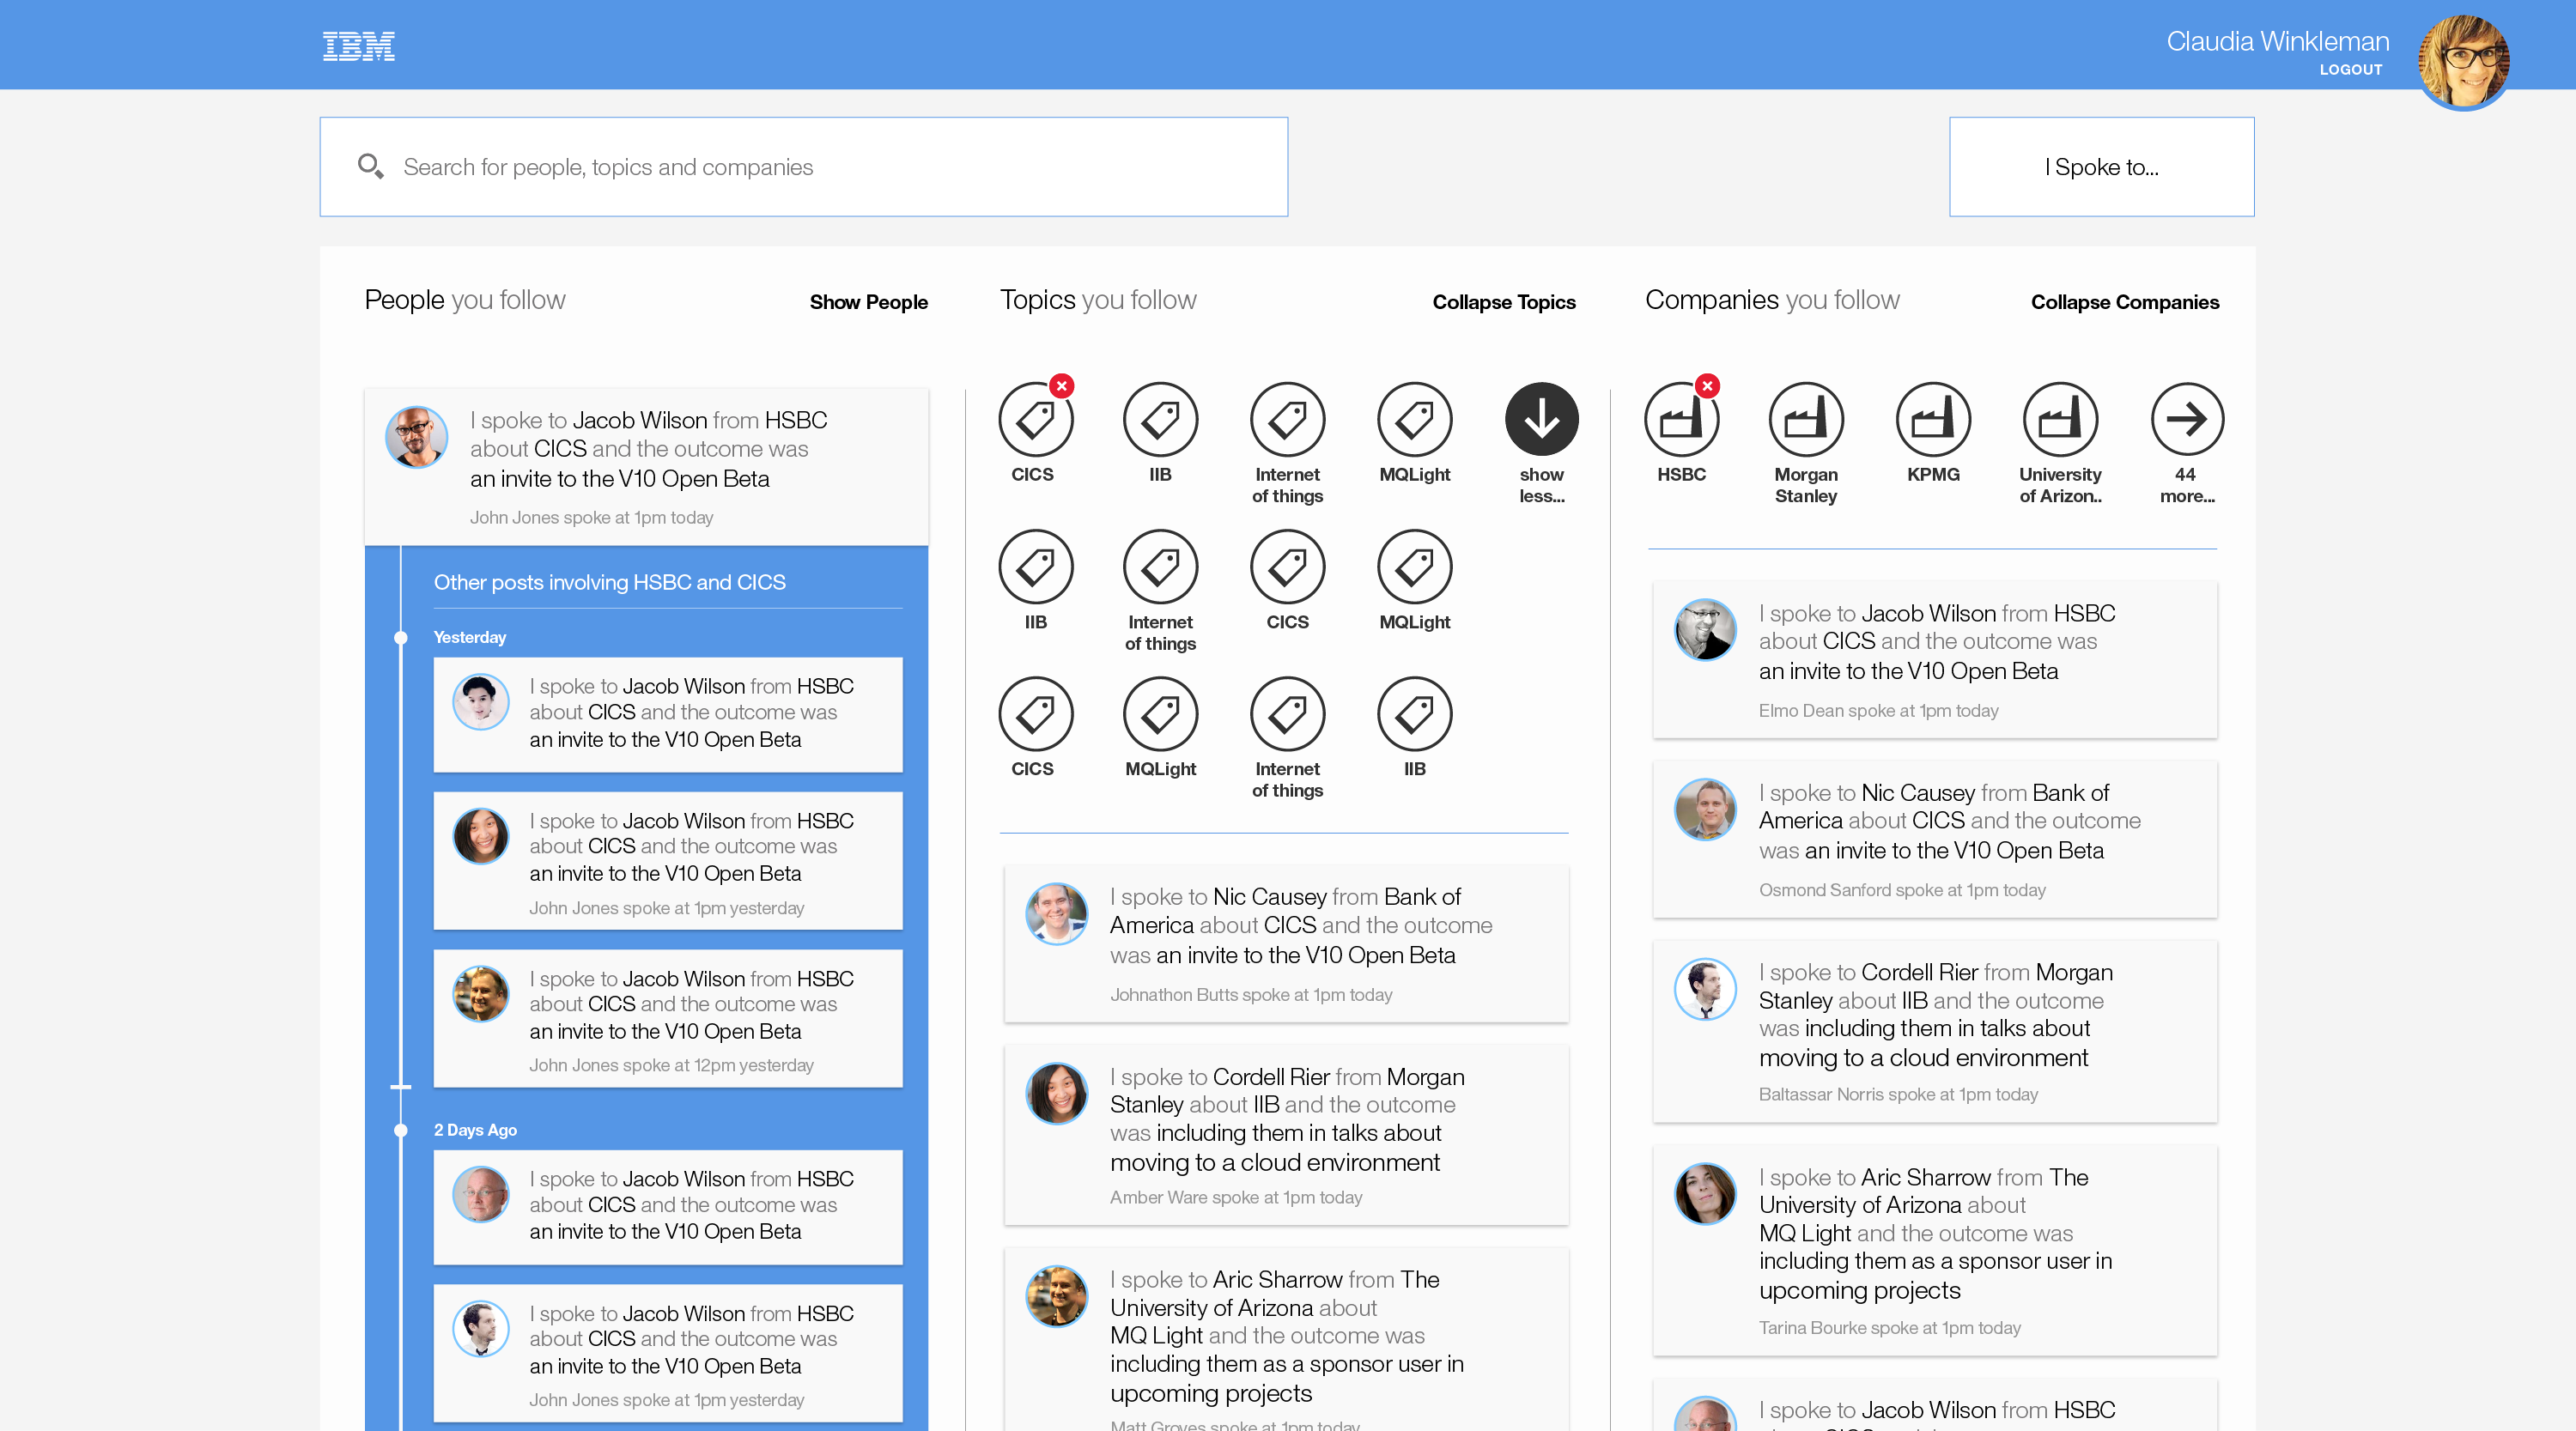 IBM
Claudia Winkleman
LOGOUT
Search for people, topics and companies
I Spoke to...
People you follow
Show People
I spoke to Jacob Wilson from HSBC
about CICS and the outcome was
an invite to the V10 Open Beta
John Jones spoke at 1pm today
Other posts involving HSBC and CICS
Yesterday
I spoke to Jacob Wilson from HSBC
about CICS and the outcome was
an invite to the V10 Open Beta
I spoke to Jacob Wilson from HSBC
about CICS and the outcome was
an invite to the V10 Open Beta
John Jones spoke at 1pm yesterday
I spoke to Jacob Wilson from HSBC
about CICS and the outcome was
an invite to the V10 Open Beta
John Jones spoke at 12pm yesterday
2 Days Ago
I spoke to Jacob Wilson from HSBC
about CICS and the outcome was
an invite to the V10 Open Beta
I spoke to Jacob Wilson from HSBC
about CICS and the outcome was
an invite to the V10 Open Beta
John Jones spoke at 1pm yesterday
Topics you follow
Collapse Topics
CICS
IIB
Internet
of things
MQLight
show
less...
IIB
Internet
of things
CICS
MQLight
CICS
MQLight
Internet
of things
IIB
I spoke to Nic Causey from Bank of
America about CICS and the outcome
was an invite to the V10 Open Beta
Johnathon Butts spoke at 1pm today
I spoke to Cordell Rier from Morgan
Stanley about IIB and the outcome
was including them in talks about
moving to a cloud environment
Amber Ware spoke at 1pm today
I spoke to Aric Sharrow from The
University of Arizona about
MQ Light and the outcome was
including them as a sponsor user in
upcoming projects
Matt Groves spoke at 1pm today
Companies you follow
Collapse Companies
HSBC
Morgan
Stanley
KPMG
University
of Arizon..
44
more...
I spoke to Jacob Wilson from HSBC
about CICS and the outcome was
an invite to the V10 Open Beta
Elmo Dean spoke at 1pm today
I spoke to Nic Causey from Bank of
America about CICS and the outcome
was an invite to the V10 Open Beta
Osmond Sanford spoke at 1pm today
I spoke to Cordell Rier from Morgan
Stanley about IIB and the outcome
was including them in talks about
moving to a cloud environment
Baltassar Norris spoke at 1pm today
I spoke to Aric Sharrow from The
University of Arizona about
MQ Light and the outcome was
including them as a sponsor user in
upcoming projects
Tarina Bourke spoke at 1pm today
I spoke to Jacob Wilson from HSBC